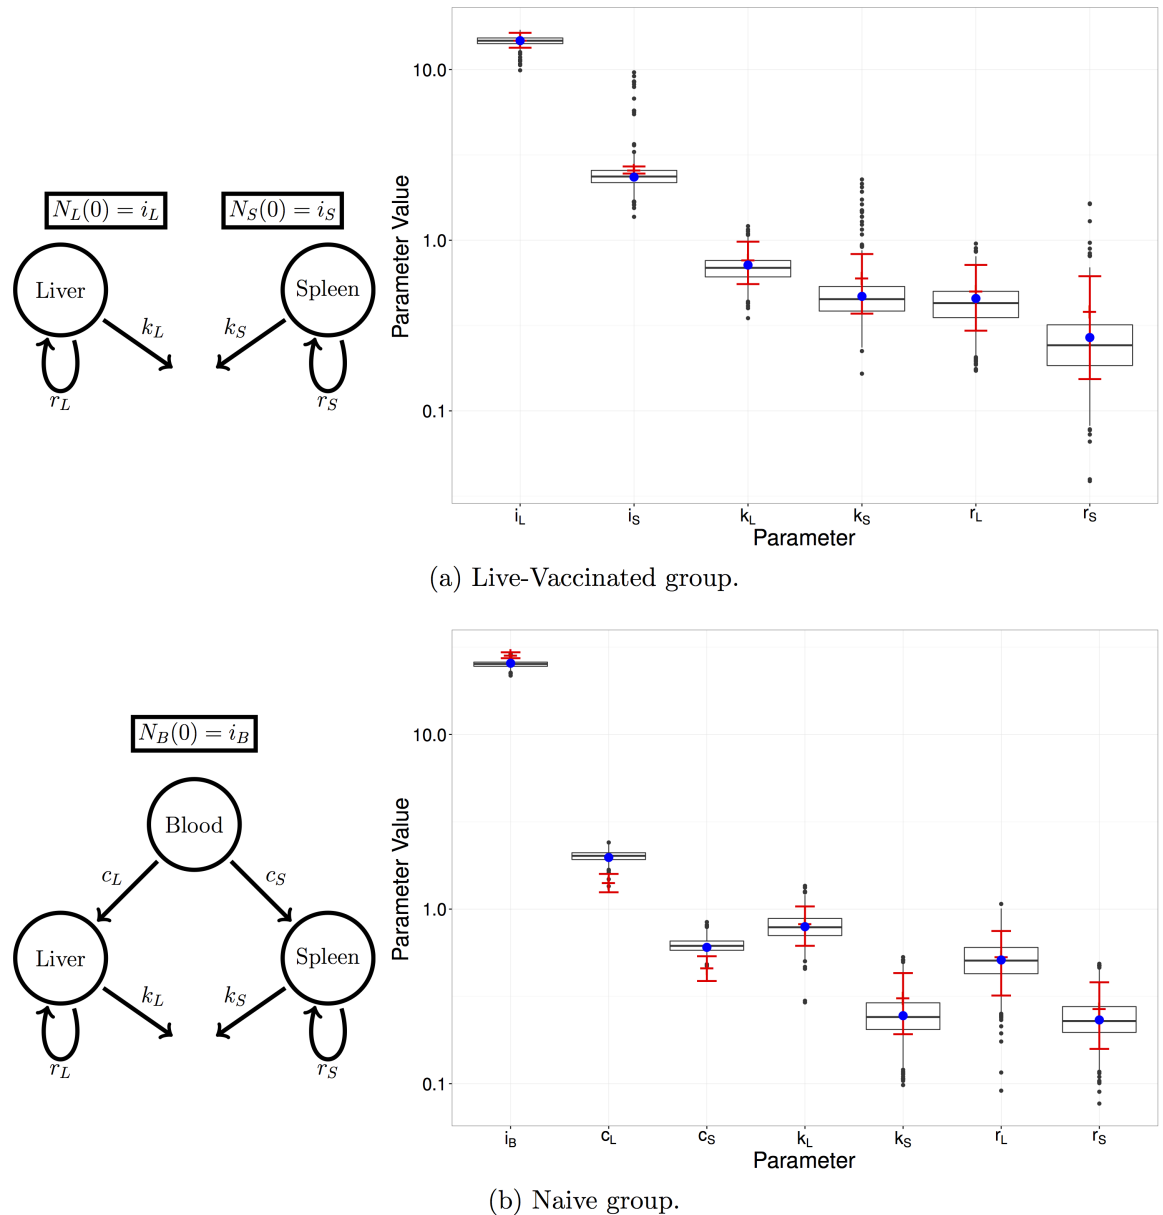 N_L(0) = i_L
N_S(0) = i_S
Liver
Spleen
k_L
k_S
r_L
r_S
Parameter Value
10.0
1.0
0.1
i_L
i_S
k_L
k_S
r_L
r_S
Parameter
(a) Live-Vaccinated group.
N_B(0) = i_B
Blood
c_L
c_S
Liver
Spleen
k_L
k_S
r_L
r_S
Parameter Value
10.0
1.0
0.1
i_B
c_L
c_S
k_L
k_S
r_L
r_S
Parameter
(b) Naive group.